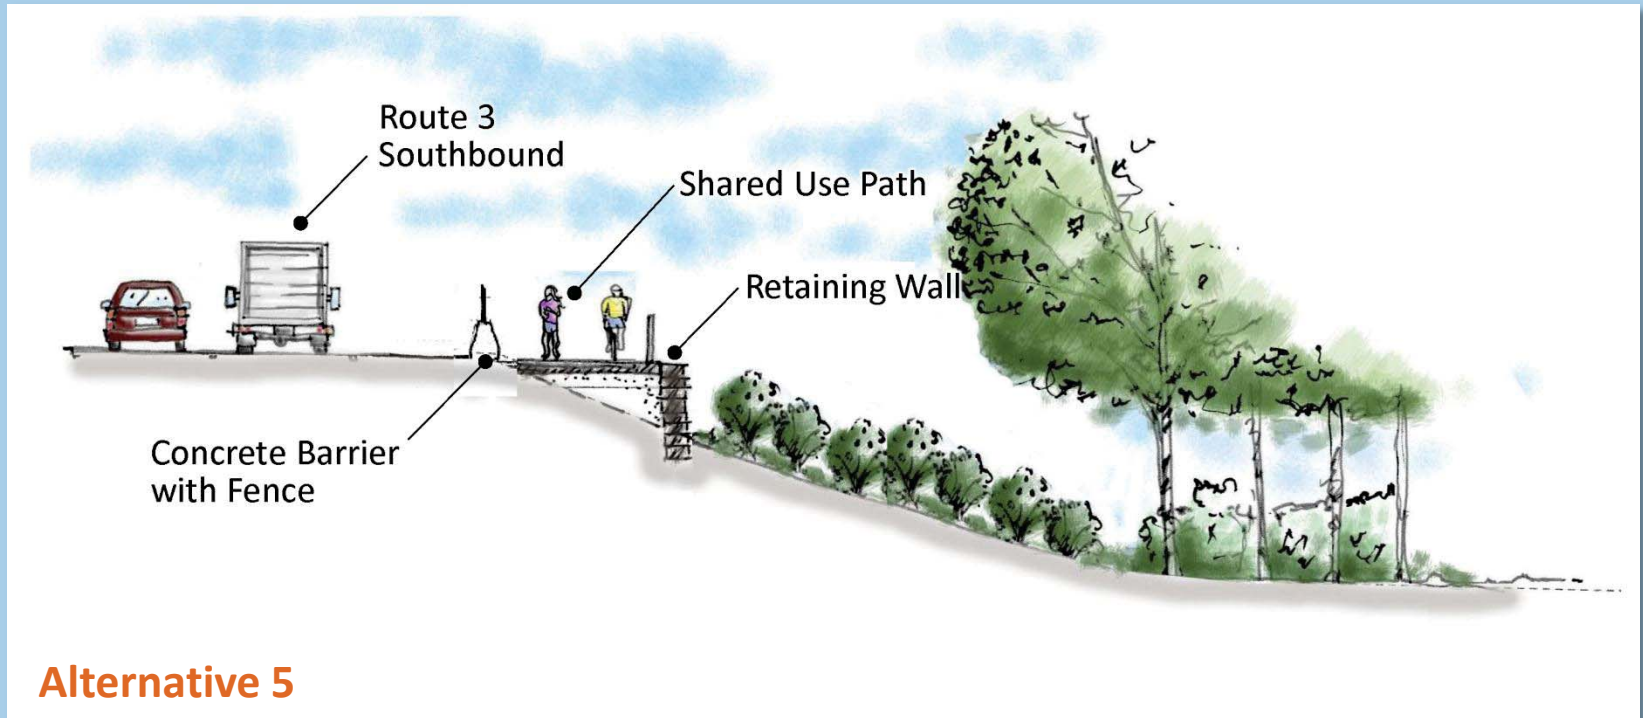 Route 3
Southbound
Shared Use Path
Retaining Wall
Concrete Barrier
with Fence
Alternative 5